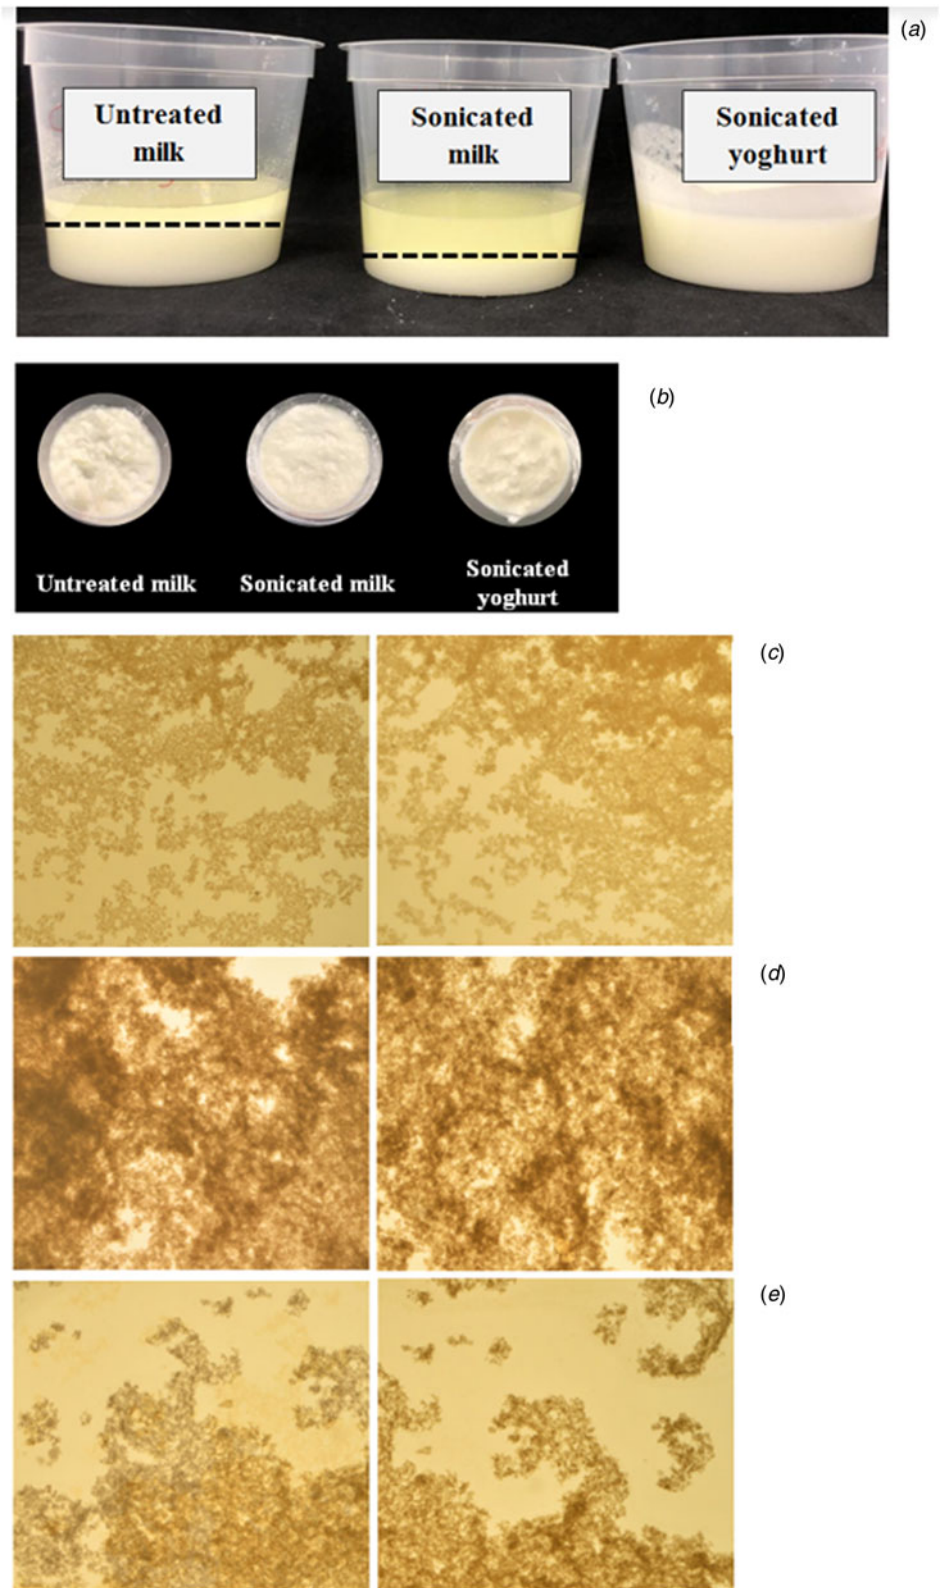 (a)
Untreated
milk
Sonicated
milk
Sonicated
yoghurt
(b)
Untreated milk
Sonicated milk
Sonicated
yoghurt
(c)
(d)
(e)